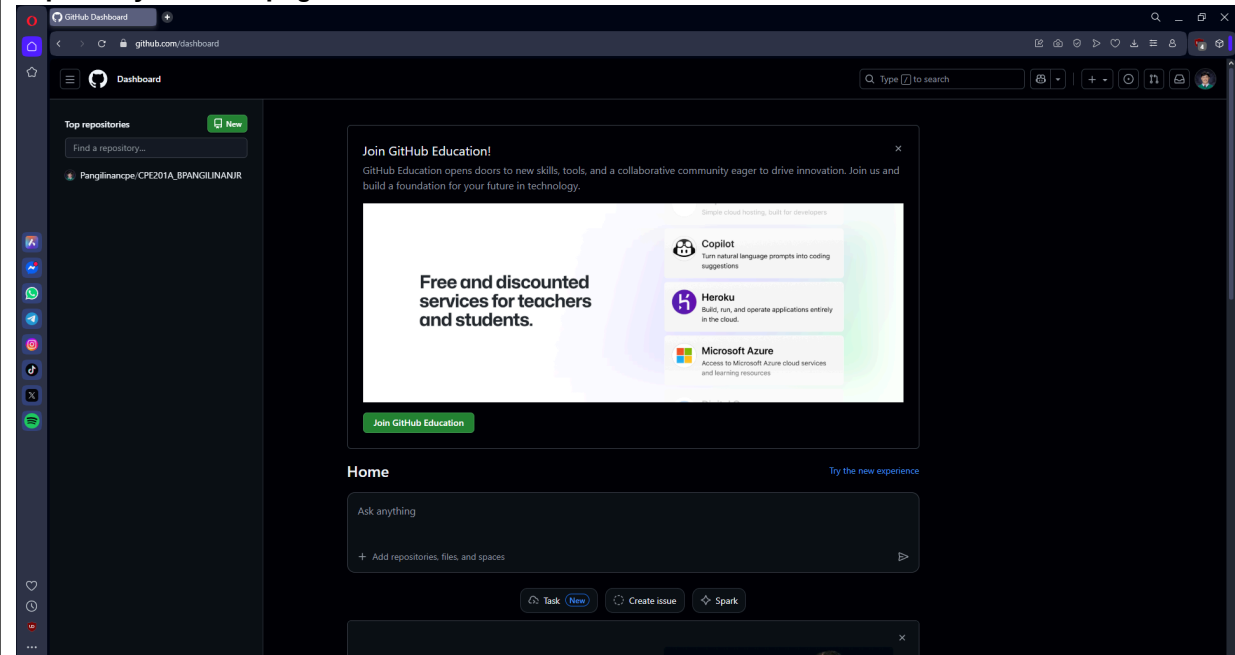 GitHub Dashboard
github.com/dashboard
Dashboard
Type / to search
Top repositories
New
Find a repository...
Pangilinancpe/CPE201A_BPANGILINANJR
Join GitHub Education!
GitHub Education opens doors to new skills, tools, and a collaborative community eager to drive innovation. Join us and
build a foundation for your future in technology.
Free and discounted
services for teachers
and students.
Simple cloud hosting, built for developers
Copilot
Turn natural language prompts into coding
suggestions
Heroku
Build, run, and operate applications entirely
in the cloud.
Microsoft Azure
Access to Microsoft Azure cloud services
and learning resources
Join GitHub Education
Home
Try the new experience
Ask anything
Add repositories, files, and spaces
Task New
Create issue
Spark